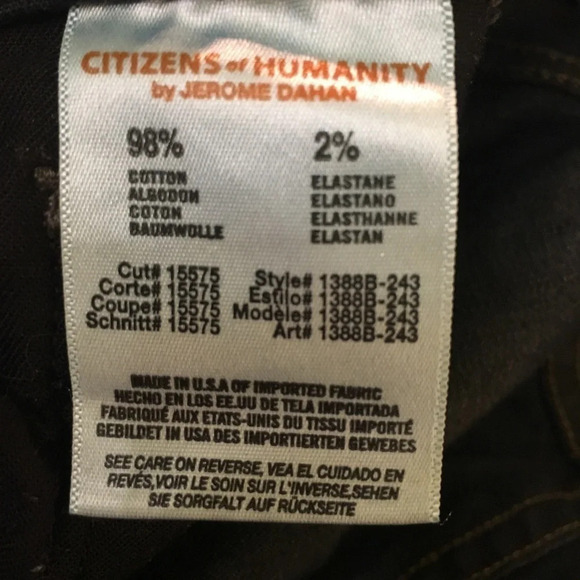 CITIZENS of HUMANITY
by JEROME DAHAN
98% 2%
COTTON ELASTANE
ALGODON ELASTANO
COTON ELASTHANNE
BAUMWOLLE ELASTAN
Cut# 15575 Style# 1388B-243
Corte# 15575 Estilo# 1388B-243
Coupe# 15575 Modèle# 1388B-243
Schnitt# 15575 Art# 1388B-243
MADE IN U.S.A OF IMPORTED FABRIC
HECHO EN LOS EE.UU DE TELA IMPORTADA
FABRIQUÉ AUX ETATS-UNIS DU TISSU IMPORTÉ
GEBILDET IN USA DES IMPORTIERTEN GEWEBES
SEE CARE ON REVERSE, VEA EL CUIDADO EN
REVÉS,VOIR LE SOIN SUR L'INVERSE,SEHEN
SIE SORGFALT AUF RÜCKSEITE